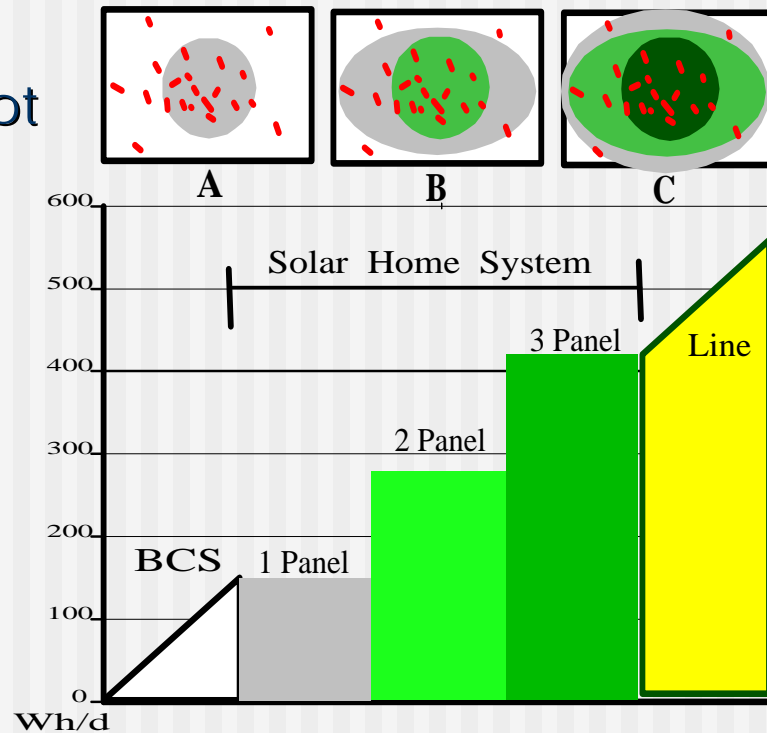 ot
A
B
C
600
Solar Home System
500
3 Panel
Line
400
2 Panel
300
200
BCS
1 Panel
100
0
Wh/d